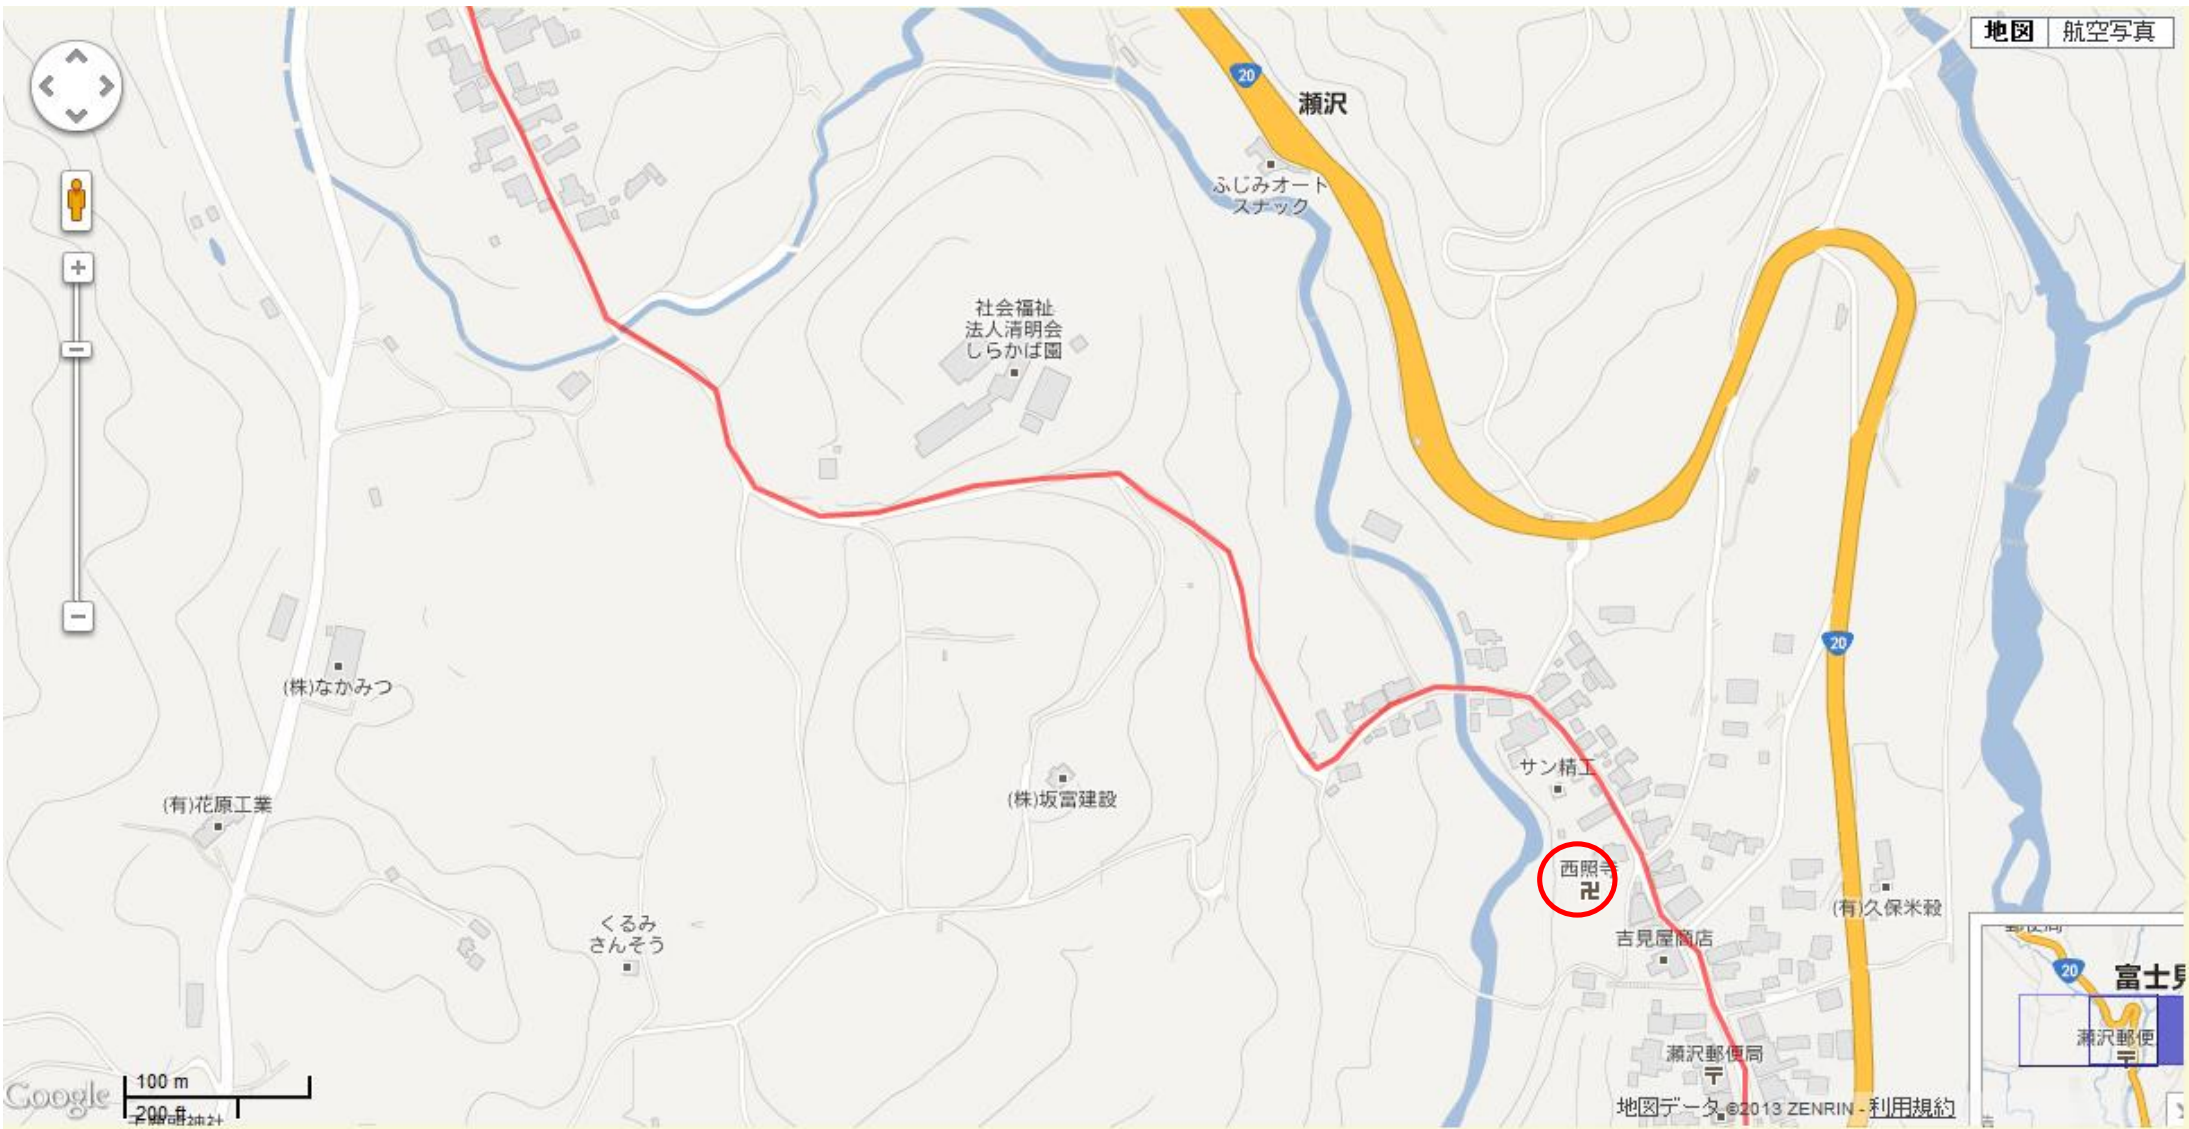 地図
航空写真
20
瀬沢
ふじみオート
スナック
社会福祉
法人清明会
しらかば園
20
(株)なかみつ
サン精工
(有)花原工業
(株)坂富建設
西照寺
卍
(有)久保米穀
くるみ
さんそう
吉見屋商店
20
富士見
瀬沢郵便
〒
瀬沢郵便局
〒
100 m
200 ft
Google
地図データ ©2013 ZENRIN - 利用規約